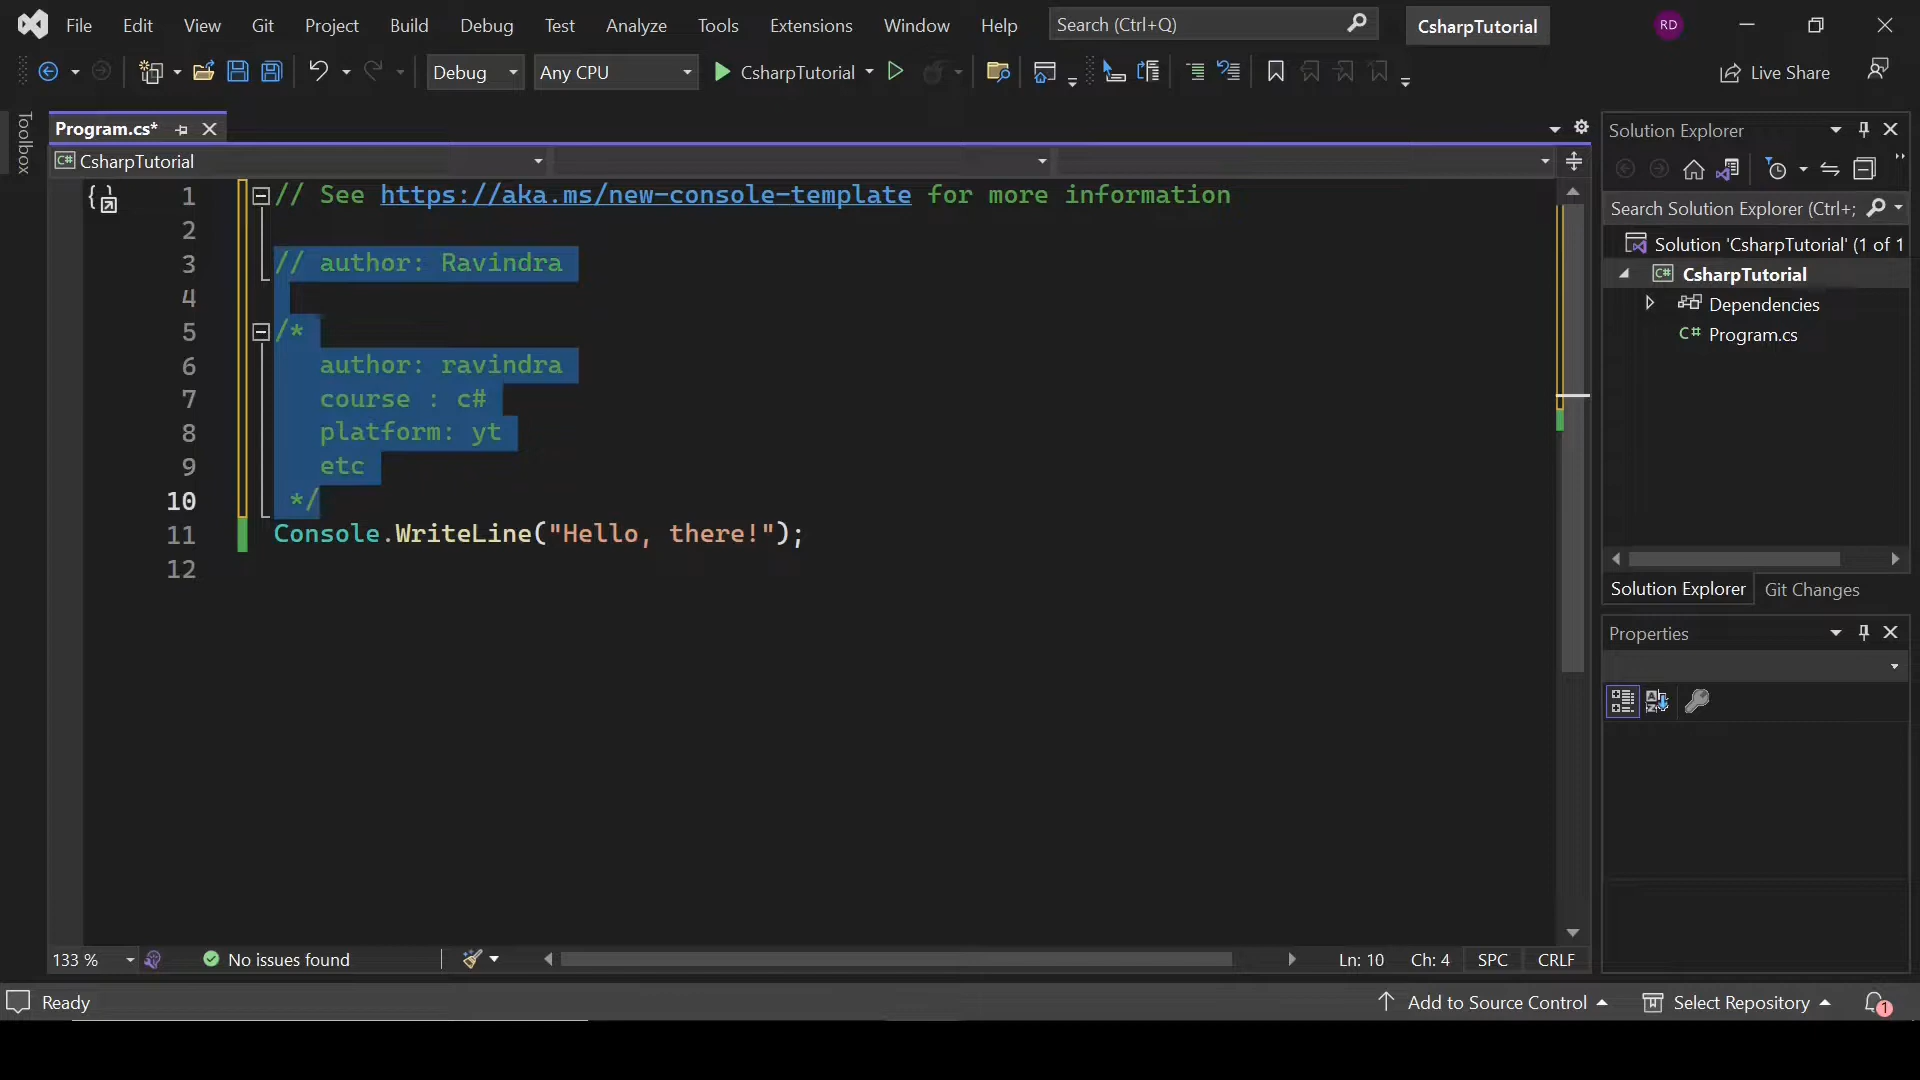 File Edit View Git Project Build Debug Test Analyze Tools Extensions Window Help Search (Ctrl+Q) CsharpTutorial RD
Debug Any CPU CsharpTutorial Live Share
Toolbox
Program.cs*
C# CsharpTutorial
1 // See https://aka.ms/new-console-template for more information
2
3 // author: Ravindra
4
5 /*
6 author: ravindra
7 course : c#
8 platform: yt
9 etc
10 */
11 Console.WriteLine("Hello, there!");
12
133 % No issues found Ln: 10 Ch: 4 SPC CRLF
Solution Explorer
Search Solution Explorer (Ctrl+;
Solution 'CsharpTutorial' (1 of 1
C# CsharpTutorial
Dependencies
C# Program.cs
Solution Explorer Git Changes
Properties
Ready Add to Source Control Select Repository 1